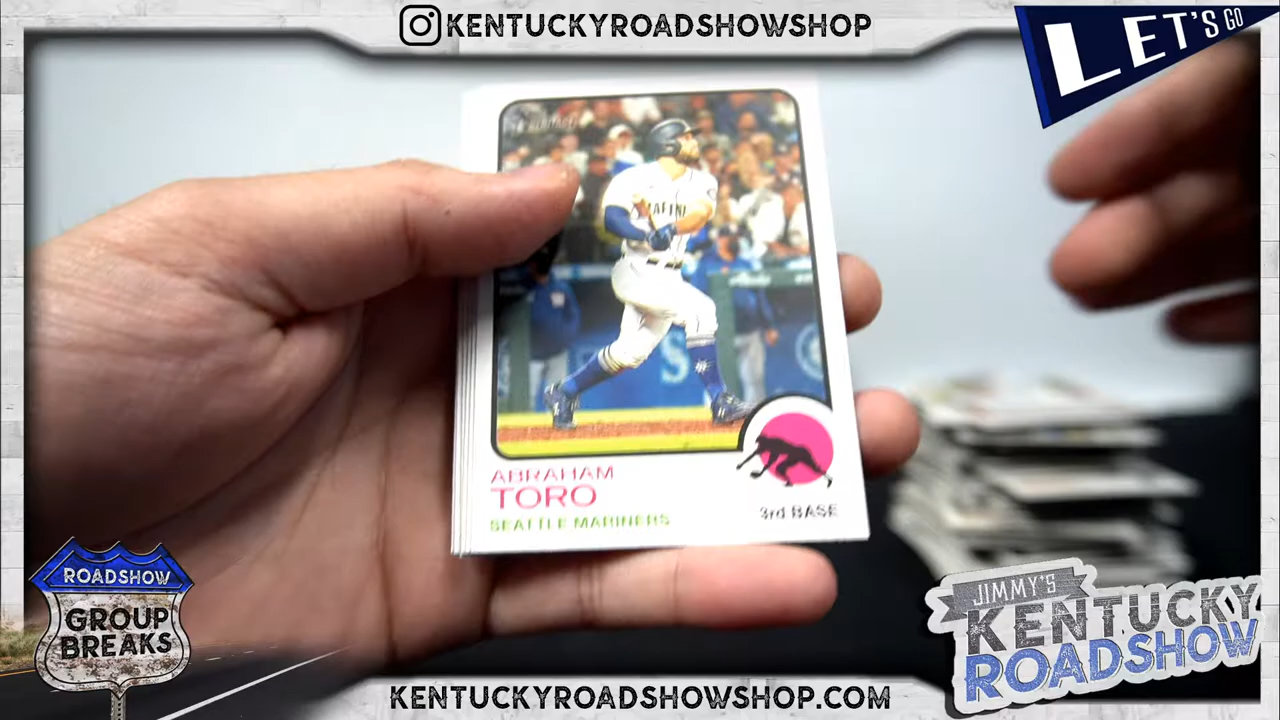 KENTUCKYROADSHOWSHOP
LET'S GO
ABRAHAM
TORO
SEATTLE MARINERS
3rd BASE
ROADSHOW
GROUP
BREAKS
JIMMY'S
KENTUCKY
ROADSHOW
KENTUCKYROADSHOWSHOP.COM